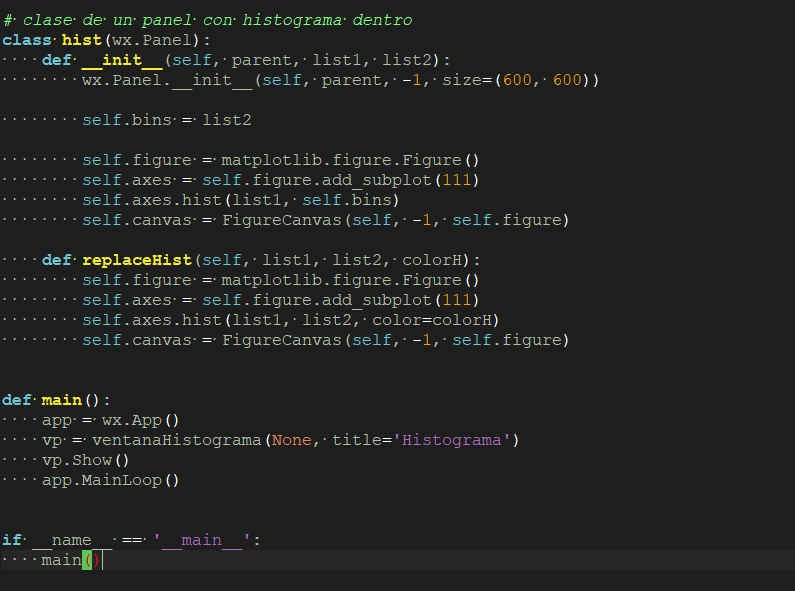 # clase de un panel con histograma dentro
class hist(wx.Panel):
    def __init__(self, parent, list1, list2):
        wx.Panel.__init__(self, parent, -1, size=(600, 600))
        self.bins = list2
        self.figure = matplotlib.figure.Figure()
        self.axes = self.figure.add_subplot(111)
        self.axes.hist(list1, self.bins)
        self.canvas = FigureCanvas(self, -1, self.figure)
    def replaceHist(self, list1, list2, colorH):
        self.figure = matplotlib.figure.Figure()
        self.axes = self.figure.add_subplot(111)
        self.axes.hist(list1, list2, color=colorH)
        self.canvas = FigureCanvas(self, -1, self.figure)
def main():
    app = wx.App()
    vp = ventanaHistograma(None, title='Histograma')
    vp.Show()
    app.MainLoop()
if __name__ == '__main__':
    main()